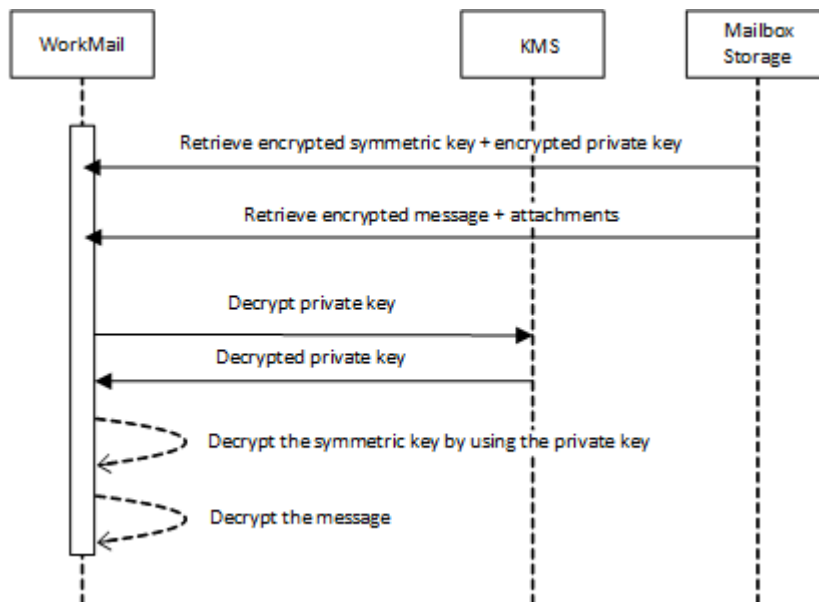 WorkMail
KMS
Mailbox
Storage
Retrieve encrypted symmetric key + encrypted private key
Retrieve encrypted message + attachments
Decrypt private key
Decrypted private key
Decrypt the symmetric key by using the private key
Decrypt the message